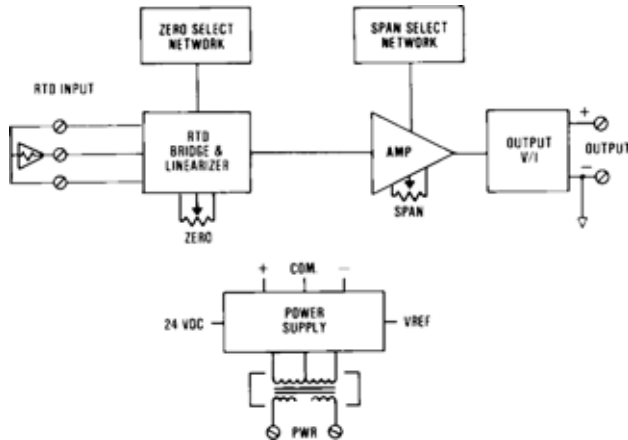 ZERO SELECT
NETWORK
SPAN SELECT
NETWORK
RTD INPUT
RTD
BRIDGE &
LINEARIZER
AMP
OUTPUT
V/I
+
OUTPUT
−
ZERO
SPAN
+ COM. −
24 VDC
POWER
SUPPLY
VREF
PWR